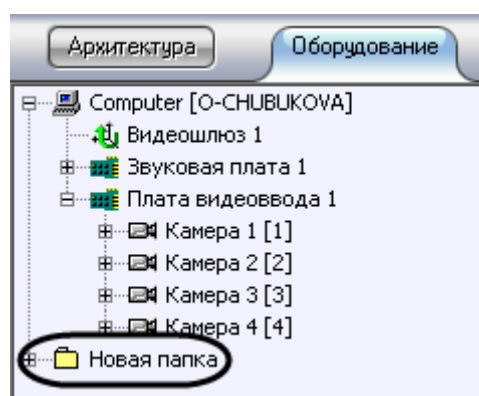 Архитектура Оборудование
Computer [O-CHUBUKOVA]
Видеошлюз 1
Звуковая плата 1
Плата видеоввода 1
Камера 1 [1]
Камера 2 [2]
Камера 3 [3]
Камера 4 [4]
Новая папка